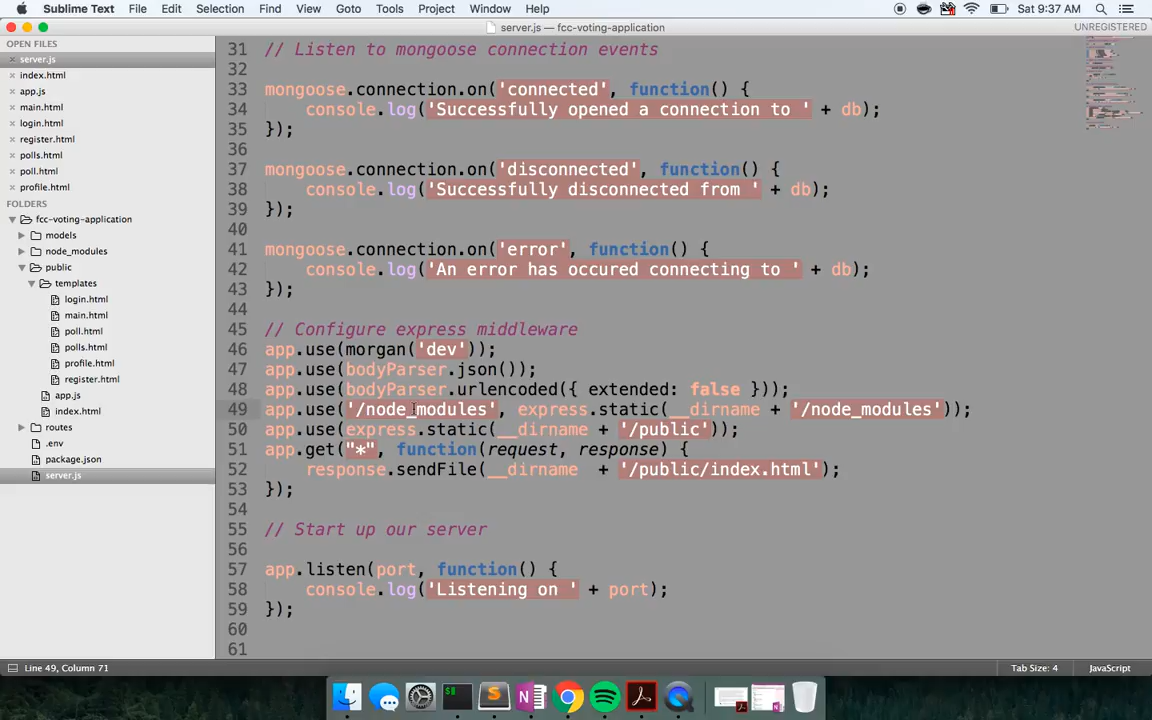 Sublime Text File Edit Selection Find View Goto Tools Project Window Help Sat 9:37 AM
server.js — fcc-voting-application UNREGISTERED
OPEN FILES
server.js
index.html
app.js
main.html
login.html
register.html
polls.html
poll.html
profile.html
FOLDERS
fcc-voting-application
models
node_modules
public
templates
login.html
main.html
poll.html
polls.html
profile.html
register.html
app.js
index.html
routes
.env
package.json
server.js
31 // Listen to mongoose connection events
32
33 mongoose.connection.on('connected', function() {
34 console.log('Successfully opened a connection to ' + db);
35 });
36
37 mongoose.connection.on('disconnected', function() {
38 console.log('Successfully disconnected from ' + db);
39 });
40
41 mongoose.connection.on('error', function() {
42 console.log('An error has occured connecting to ' + db);
43 });
44
45 // Configure express middleware
46 app.use(morgan('dev'));
47 app.use(bodyParser.json());
48 app.use(bodyParser.urlencoded({ extended: false }));
49 app.use('/node_modules', express.static(__dirname + '/node_modules'));
50 app.use(express.static(__dirname + '/public'));
51 app.get("*", function(request, response) {
52 response.sendFile(__dirname  + '/public/index.html');
53 });
54
55 // Start up our server
56
57 app.listen(port, function() {
58 console.log('Listening on ' + port);
59 });
60
61
Line 49, Column 71 Tab Size: 4 JavaScript